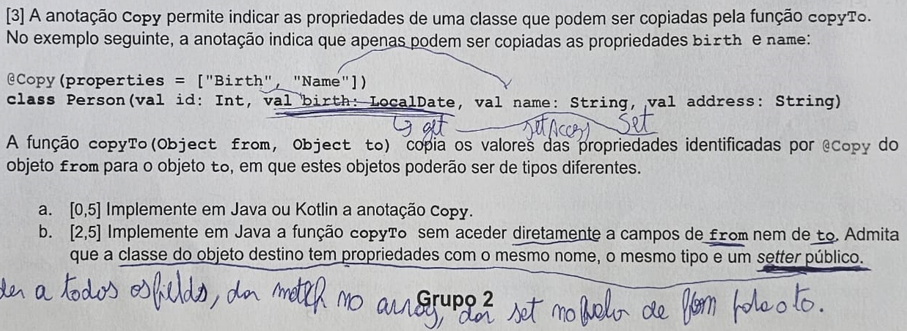 [3] A anotação Copy permite indicar as propriedades de uma classe que podem ser copiadas pela função copyTo.
No exemplo seguinte, a anotação indica que apenas podem ser copiadas as propriedades birth e name:
@Copy(properties = ["Birth", "Name"])
class Person(val id: Int, val birth: LocalDate, val name: String, val address: String)
get set
A função copyTo(Object from, Object to) copia os valores das propriedades identificadas por @Copy do
objeto from para o objeto to, em que estes objetos poderão ser de tipos diferentes.
a. [0,5] Implemente em Java ou Kotlin a anotação Copy.
b. [2,5] Implemente em Java a função copyTo sem aceder diretamente a campos de from nem de to. Admita
que a classe do objeto destino tem propriedades com o mesmo nome, o mesmo tipo e um setter público.
Grupo 2
a todos os fields, dar match no array, dar set no de from to.